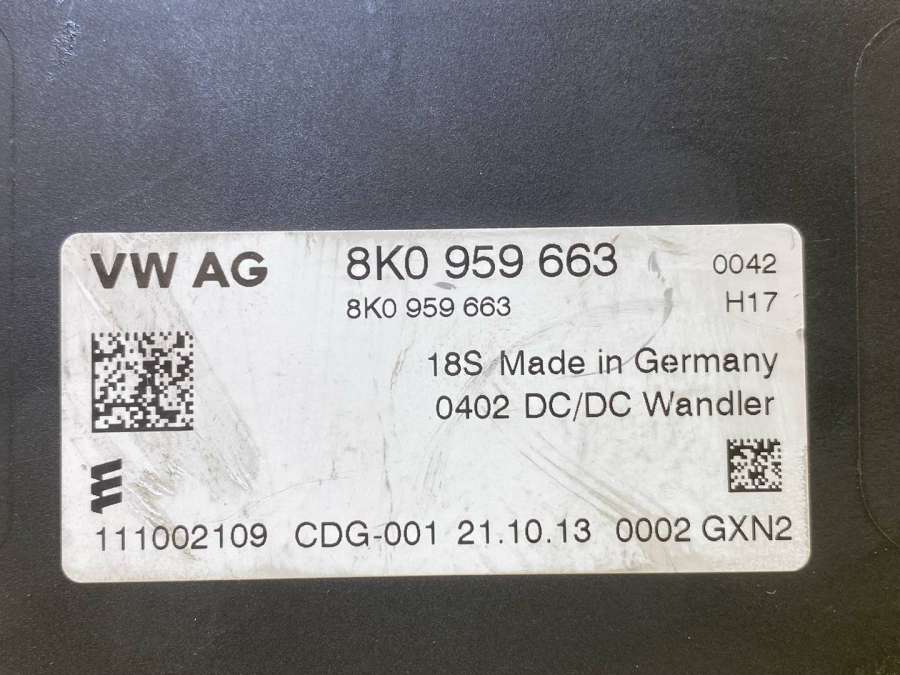 VW AG 8K0 959 663 0042
8K0 959 663 H17
18S Made in Germany
0402 DC/DC Wandler
111002109 CDG-001 21.10.13 0002 GXN2